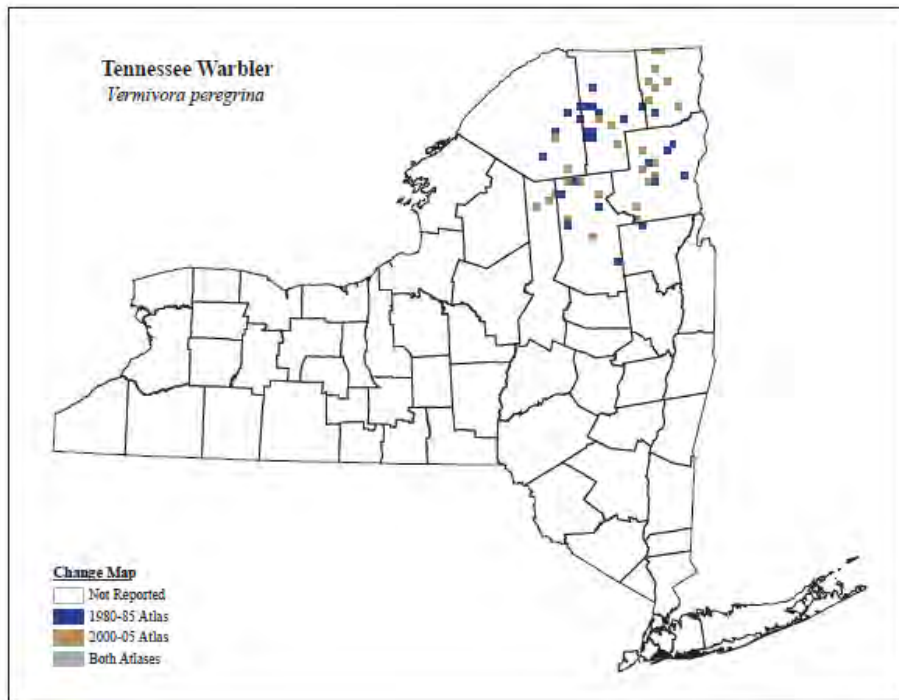 Tennessee Warbler
Vermivora peregrina
Change Map
Not Reported
1980-85 Atlas
2000-05 Atlas
Both Atlases